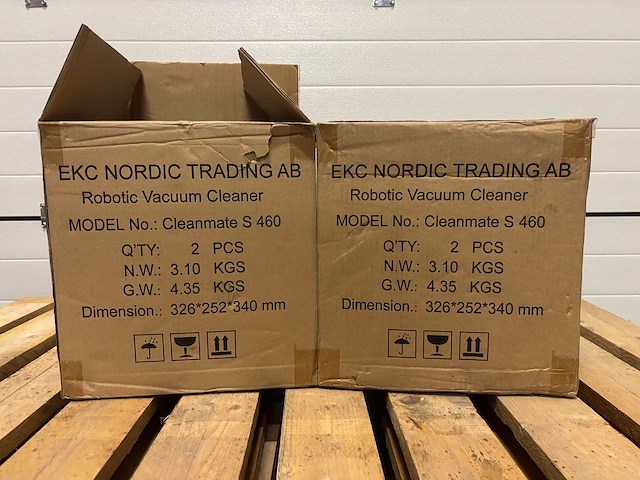 EKC NORDIC TRADING AB
Robotic Vacuum Cleaner
MODEL No.: Cleanmate S 460
Q'TY: 2 PCS
N.W.: 3.10 KGS
G.W.: 4.35 KGS
Dimension.: 326*252*340 mm
EKC NORDIC TRADING AB
Robotic Vacuum Cleaner
MODEL No.: Cleanmate S 460
Q'TY: 2 PCS
N.W.: 3.10 KGS
G.W.: 4.35 KGS
Dimension.: 326*252*340 mm